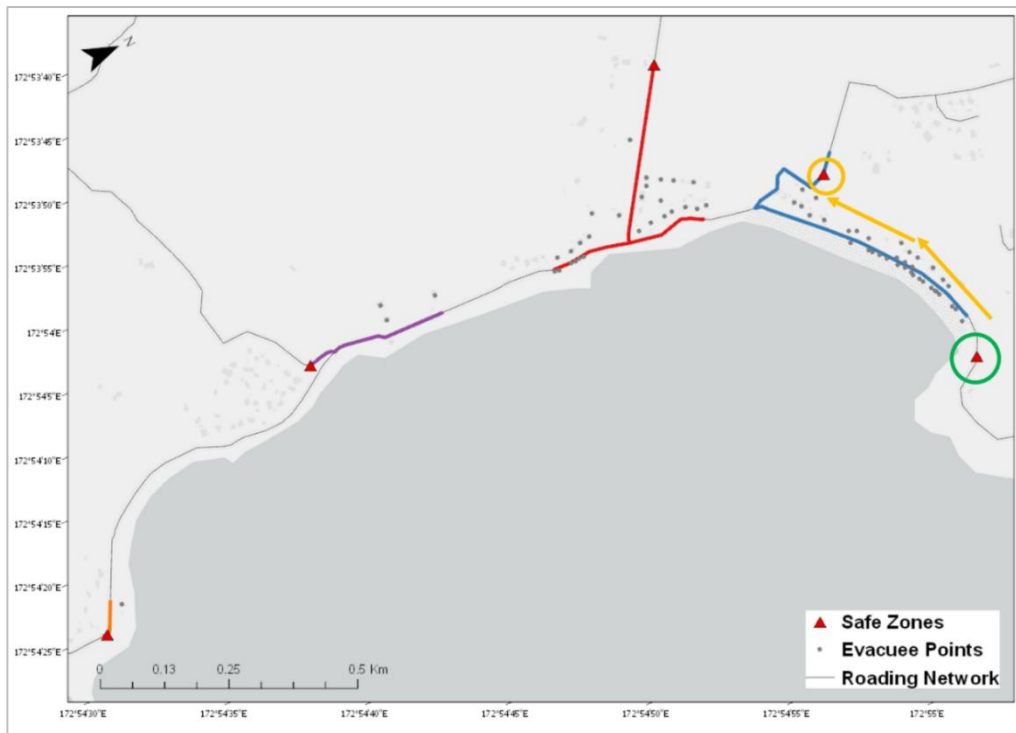 N
172°53'40"
172°53'45"
172°53'50"
172°53'55"
172°54'E
172°54'5"E
172°54'10"E
172°54'15"E
172°54'20"E
172°54'25"E
0 0.13 0.25 0.5 Km
Safe Zones
Evacuee Points
Roading Network
172°54'30"E 172°54'35"E 172°54'40"E 172°54'45"E 172°54'50"E 172°54'55"E 172°55'E